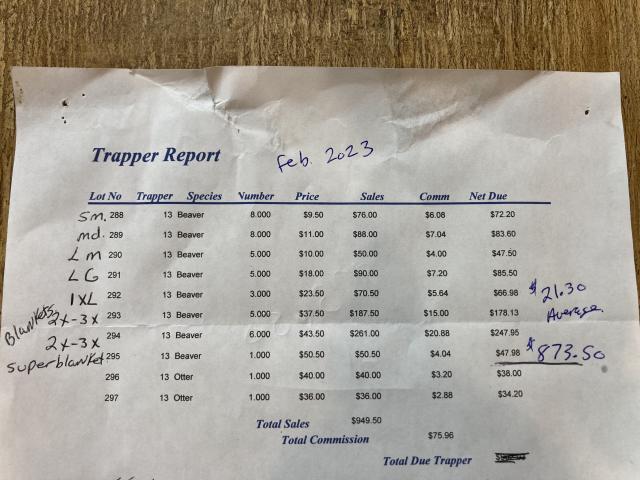 Trapper Report Feb. 2023
Lot No Trapper Species Number Price Sales Comm Net Due
Sm. 288 13 Beaver 8.000 $9.50 $76.00 $6.08 $72.20
md. 289 13 Beaver 8.000 $11.00 $88.00 $7.04 $83.60
Lm 290 13 Beaver 5.000 $10.00 $50.00 $4.00 $47.50
LG 291 13 Beaver 5.000 $18.00 $90.00 $7.20 $85.50
1XL 292 13 Beaver 3.000 $23.50 $70.50 $5.64 $66.98 $21.30
Blankets 2x-3x 293 13 Beaver 5.000 $37.50 $187.50 $15.00 $178.13 Average
2x-3x 294 13 Beaver 6.000 $43.50 $261.00 $20.88 $247.95
superblanket 295 13 Beaver 1.000 $50.50 $50.50 $4.04 $47.98 $873.50
296 13 Otter 1.000 $40.00 $40.00 $3.20 $38.00
297 13 Otter 1.000 $36.00 $36.00 $2.88 $34.20
Total Sales $949.50
Total Commission $75.96
Total Due Trapper